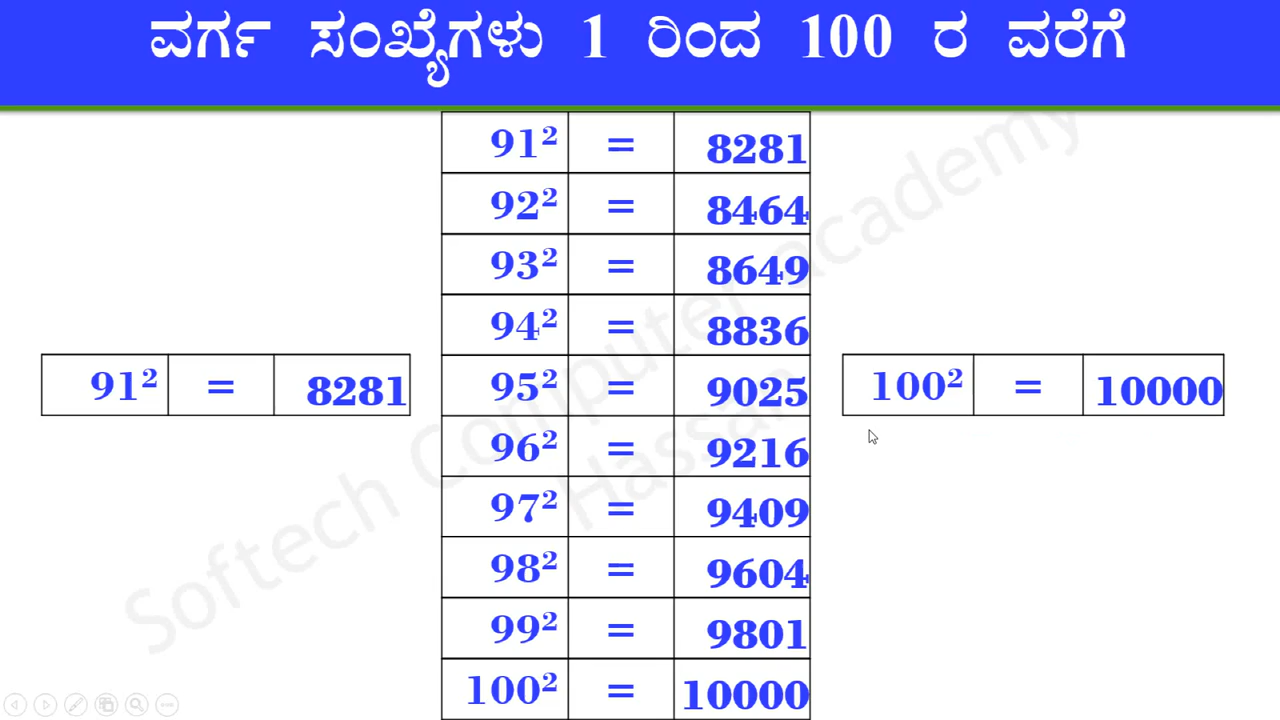 ವರ್ಗ ಸಂಖ್ಯೆಗಳು 1 ರಿಂದ 100 ರ ವರೆಗೆ
91² = 8281
92² = 8464
93² = 8649
94² = 8836
95² = 9025
96² = 9216
97² = 9409
98² = 9604
99² = 9801
100² = 10000
91² = 8281
100² = 10000
Softech Computer academy
Hassan